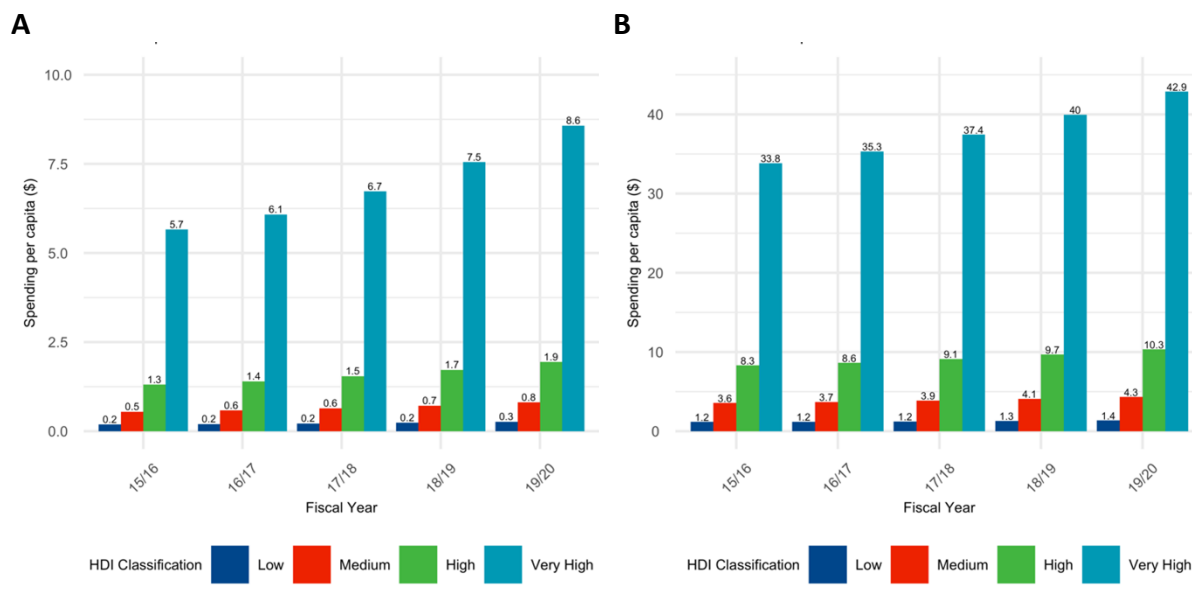 A
Spending per capita ($)
10.0
7.5
5.0
2.5
0.0
0.2 0.5 1.3 5.7
0.2 0.6 1.4 6.1
0.2 0.6 1.5 6.7
0.2 0.7 1.7 7.5
0.3 0.8 1.9 8.6
15/16 16/17 17/18 18/19 19/20
Fiscal Year
HDI Classification Low Medium High Very High
B
Spending per capita ($)
40
30
20
10
0
1.2 3.6 8.3 33.8
1.2 3.7 8.6 35.3
1.2 3.9 9.1 37.4
1.3 4.1 9.7 40
1.4 4.3 10.3 42.9
15/16 16/17 17/18 18/19 19/20
Fiscal Year
HDI Classification Low Medium High Very High